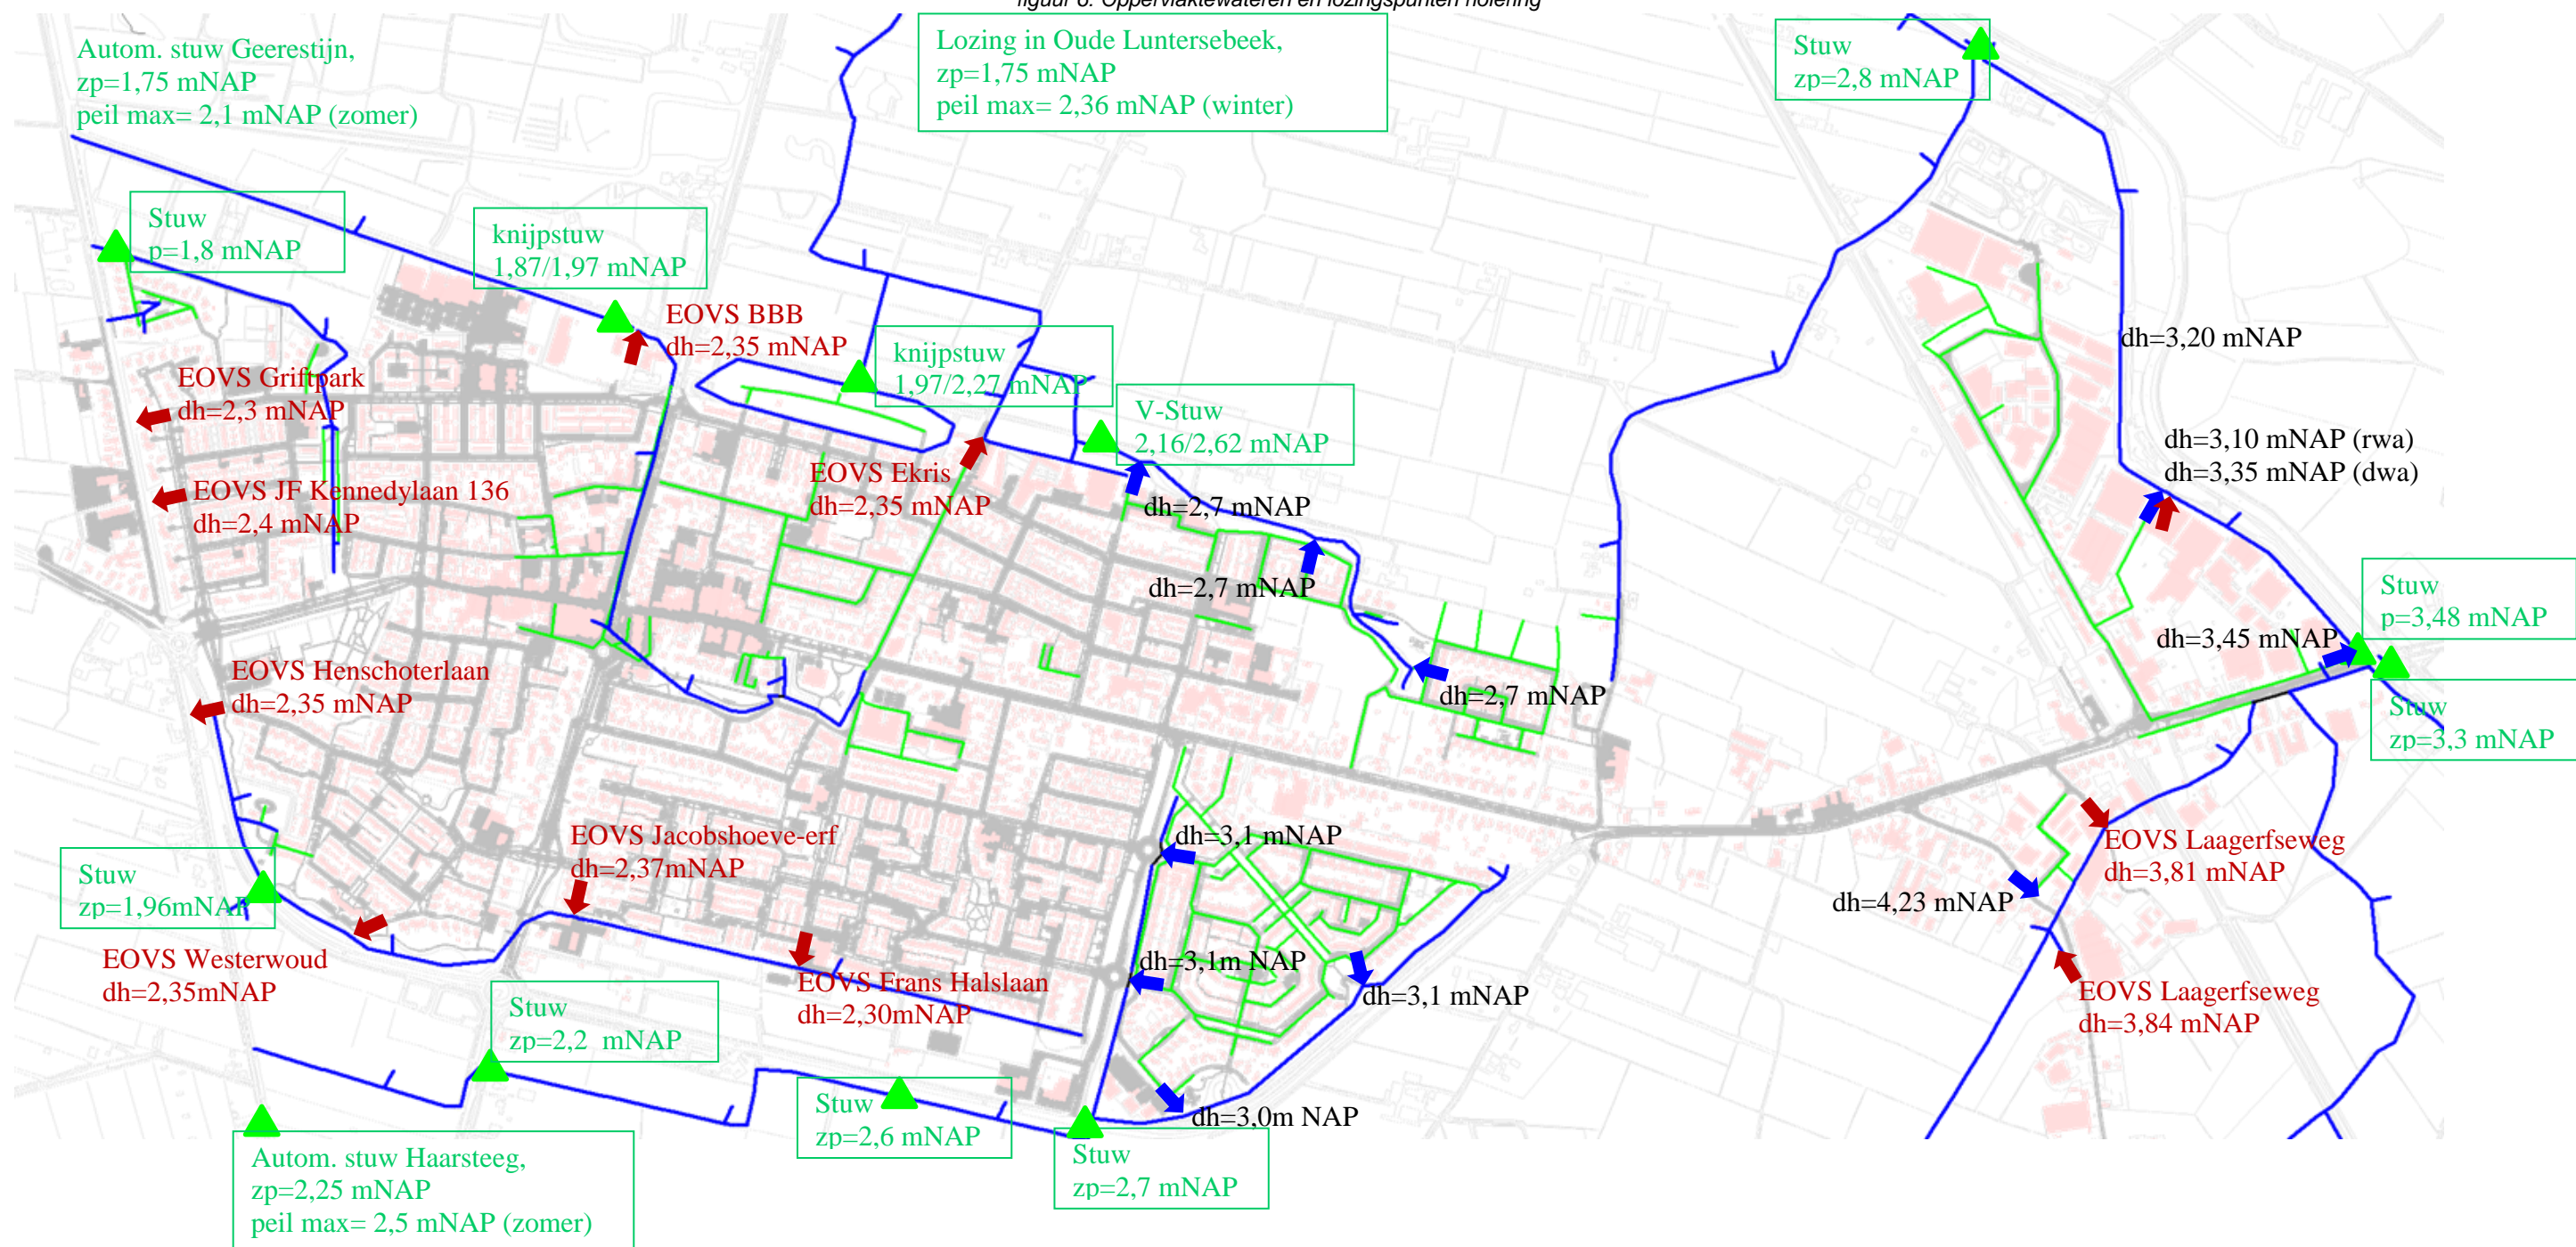 figuur 6: Oppervlaktewateren en lozingspunten riolering
Autom. stuw Geerestijn,
zp=1,75 mNAP
peil max= 2,1 mNAP (zomer)
Lozing in Oude Luntersebeek,
zp=1,75 mNAP
peil max= 2,36 mNAP (winter)
Stuw
zp=2,8 mNAP
Stuw
p=1,8 mNAP
knijpstuw
1,87/1,97 mNAP
EOVS BBB
dh=2,35 mNAP
knijpstuw
1,97/2,27 mNAP
dh=3,20 mNAP
EOVS Griftpark
dh=2,3 mNAP
V-Stuw
2,16/2,62 mNAP
dh=3,10 mNAP (rwa)
dh=3,35 mNAP (dwa)
EOVS Ekris
dh=2,35 mNAP
EOVS JF Kennedylaan 136
dh=2,4 mNAP
dh=2,7 mNAP
dh=2,7 mNAP
Stuw
p=3,48 mNAP
dh=3,45 mNAP
EOVS Henschoterlaan
dh=2,35 mNAP
dh=2,7 mNAP
Stuw
zp=3,3 mNAP
EOVS Jacobshoeve-erf
dh=2,37mNAP
dh=3,1 mNAP
EOVS Laagerfseweg
dh=3,81 mNAP
Stuw
zp=1,96mNAP
dh=4,23 mNAP
EOVS Westerwoud
dh=2,35mNAP
EOVS Frans Halslaan
dh=2,30mNAP
dh=3,1m NAP
dh=3,1 mNAP
EOVS Laagerfseweg
dh=3,84 mNAP
Stuw
zp=2,2 mNAP
Stuw
zp=2,6 mNAP
dh=3,0m NAP
Stuw
zp=2,7 mNAP
Autom. stuw Haarsteeg,
zp=2,25 mNAP
peil max= 2,5 mNAP (zomer)